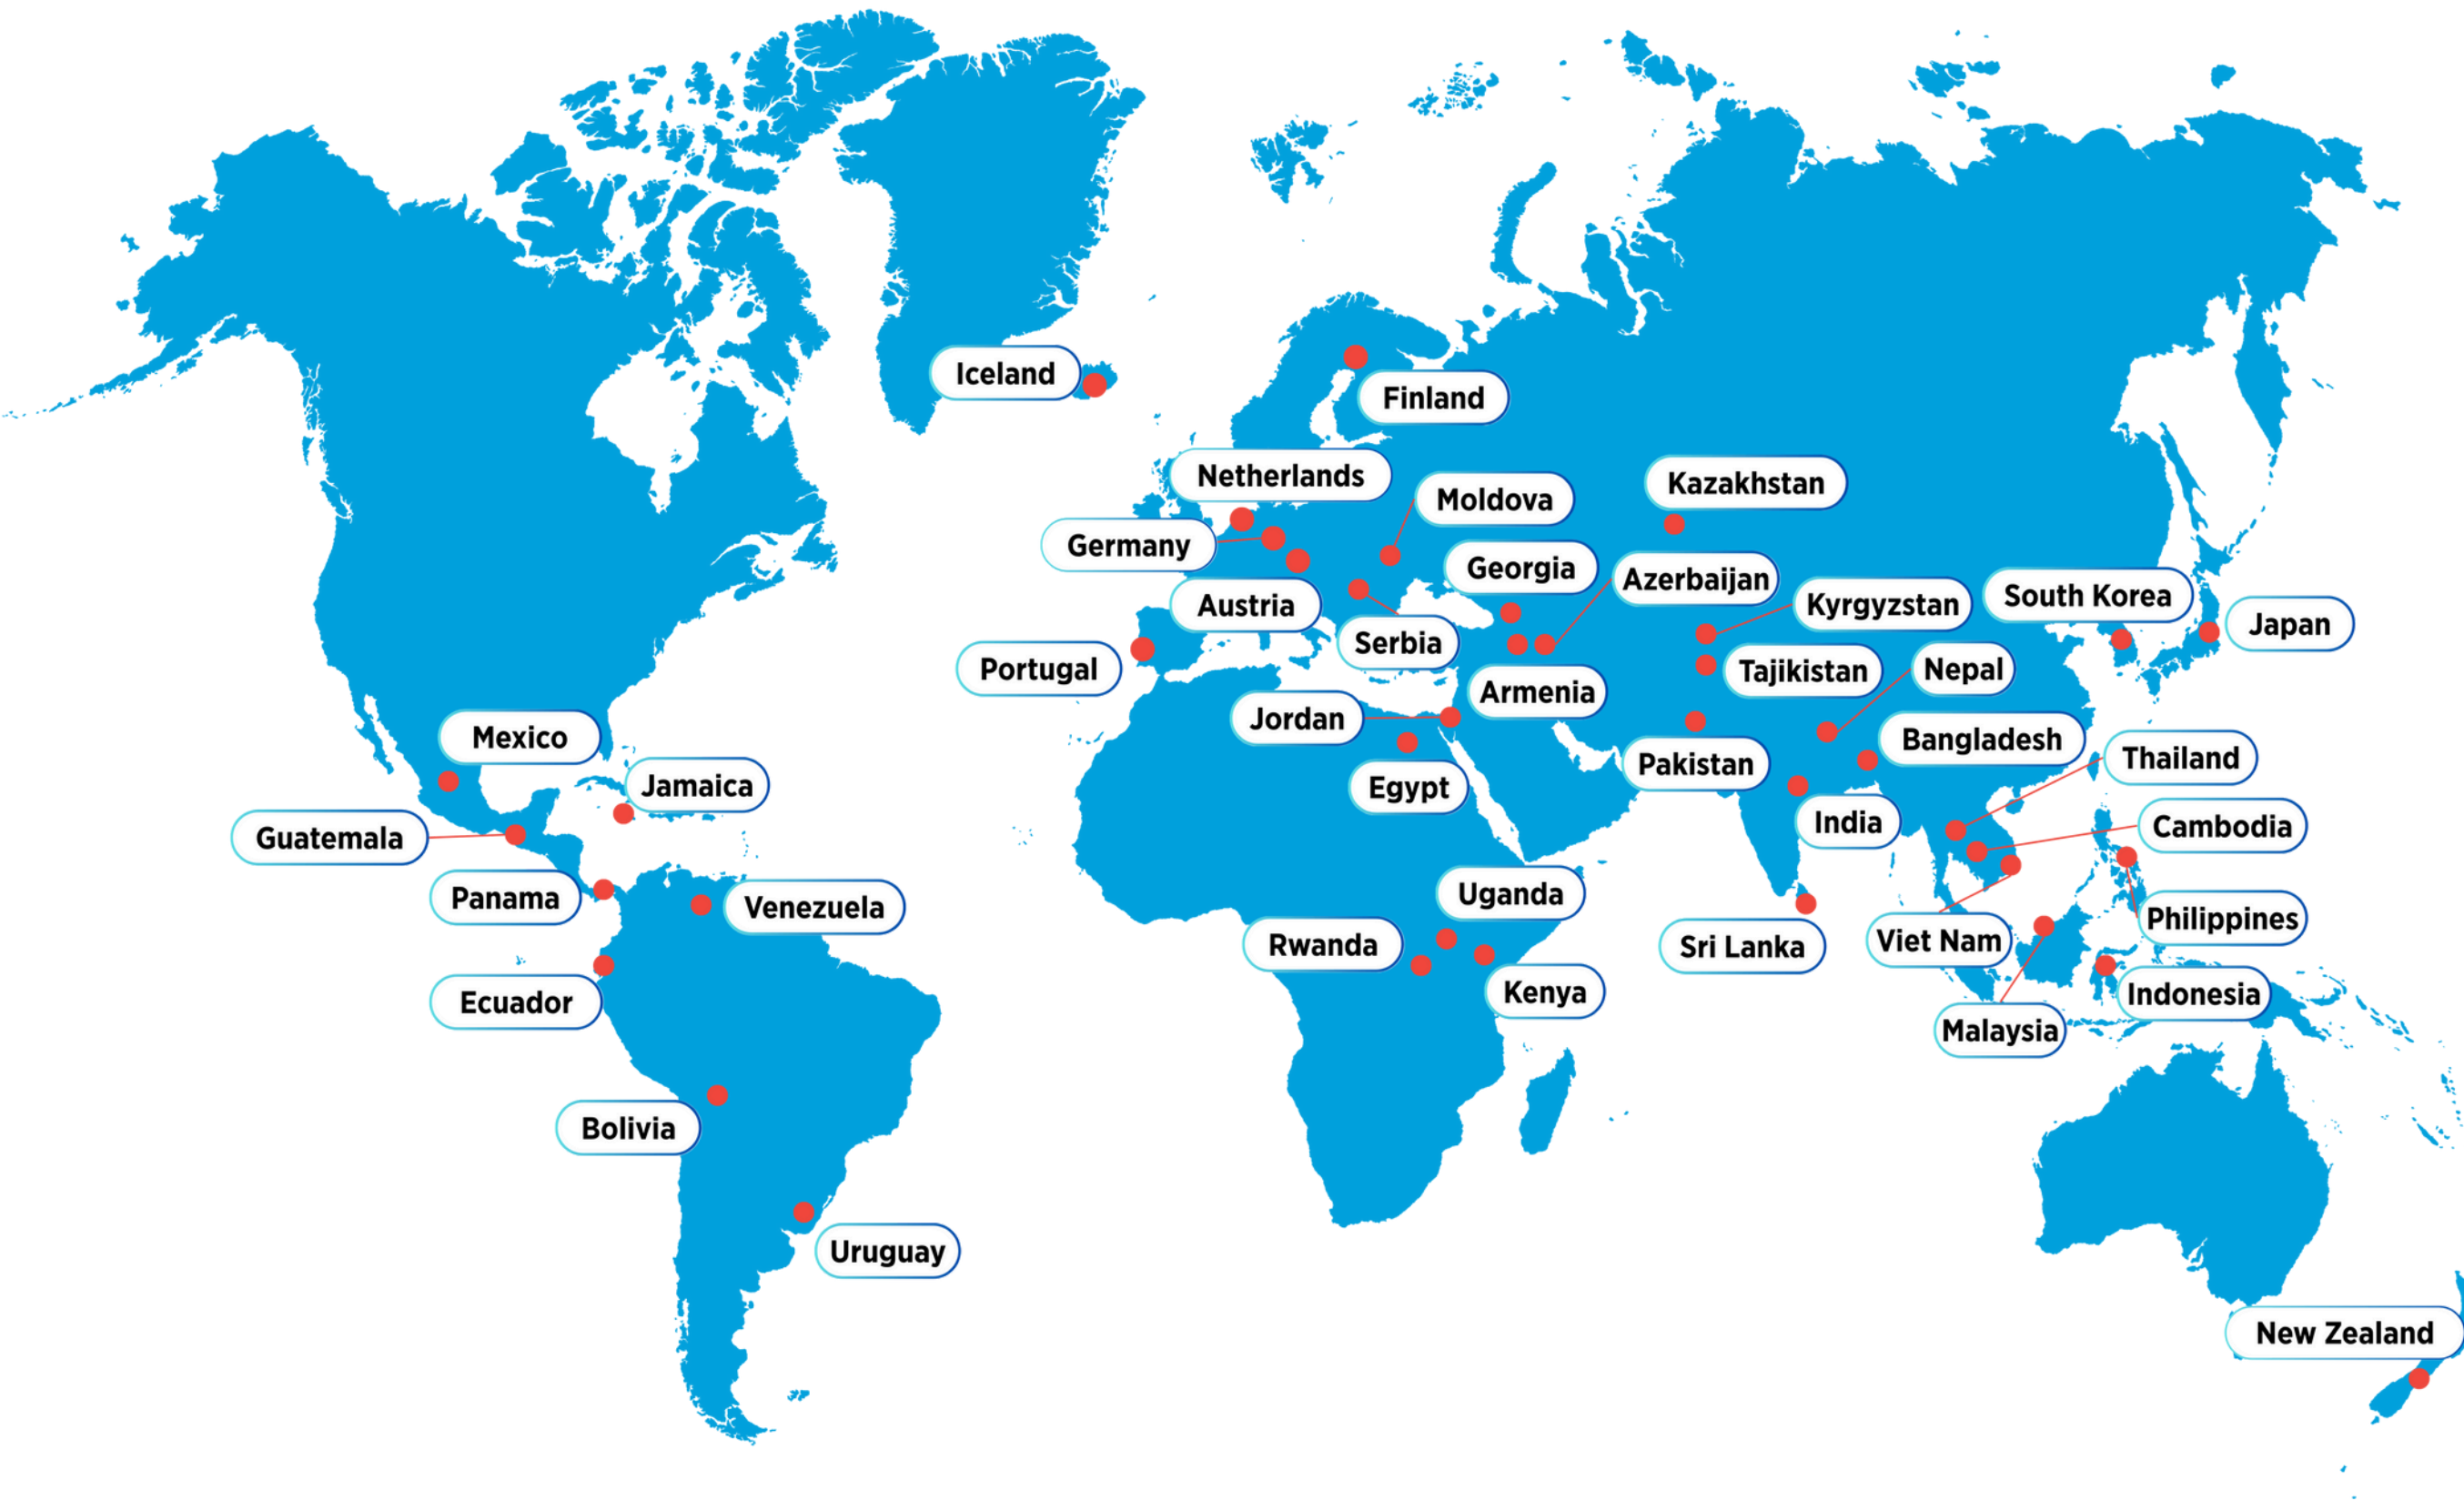 Iceland
Finland
Netherlands
Moldova
Kazakhstan
Germany
Georgia
Azerbaijan
Austria
Kyrgyzstan
South Korea
Japan
Serbia
Portugal
Tajikistan
Nepal
Armenia
Jordan
Mexico
Bangladesh
Thailand
Pakistan
Jamaica
Egypt
India
Cambodia
Guatemala
Uganda
Panama
Venezuela
Philippines
Rwanda
Sri Lanka
Viet Nam
Kenya
Indonesia
Ecuador
Malaysia
Bolivia
Uruguay
New Zealand